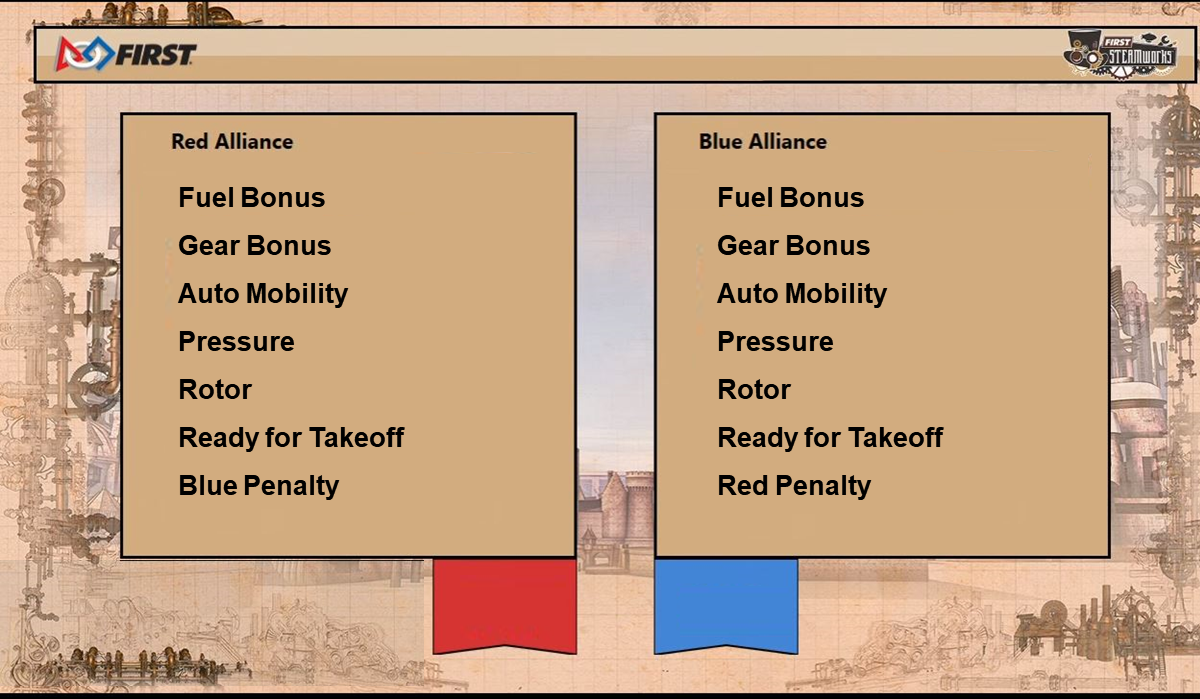 FIRST
FIRST
STEAMWORKS
Red Alliance
Fuel Bonus
Gear Bonus
Auto Mobility
Pressure
Rotor
Ready for Takeoff
Blue Penalty
Blue Alliance
Fuel Bonus
Gear Bonus
Auto Mobility
Pressure
Rotor
Ready for Takeoff
Red Penalty